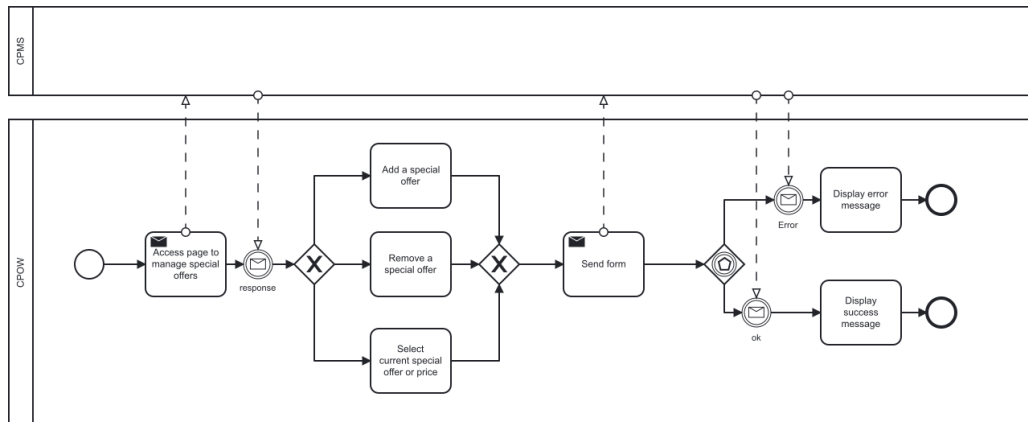 CPMS
CPOW
Access page to
manage special
offers
response
Add a special
offer
Remove a
special offer
Select
current special
offer or price
Send form
Error
ok
Display error
message
Display
success
message